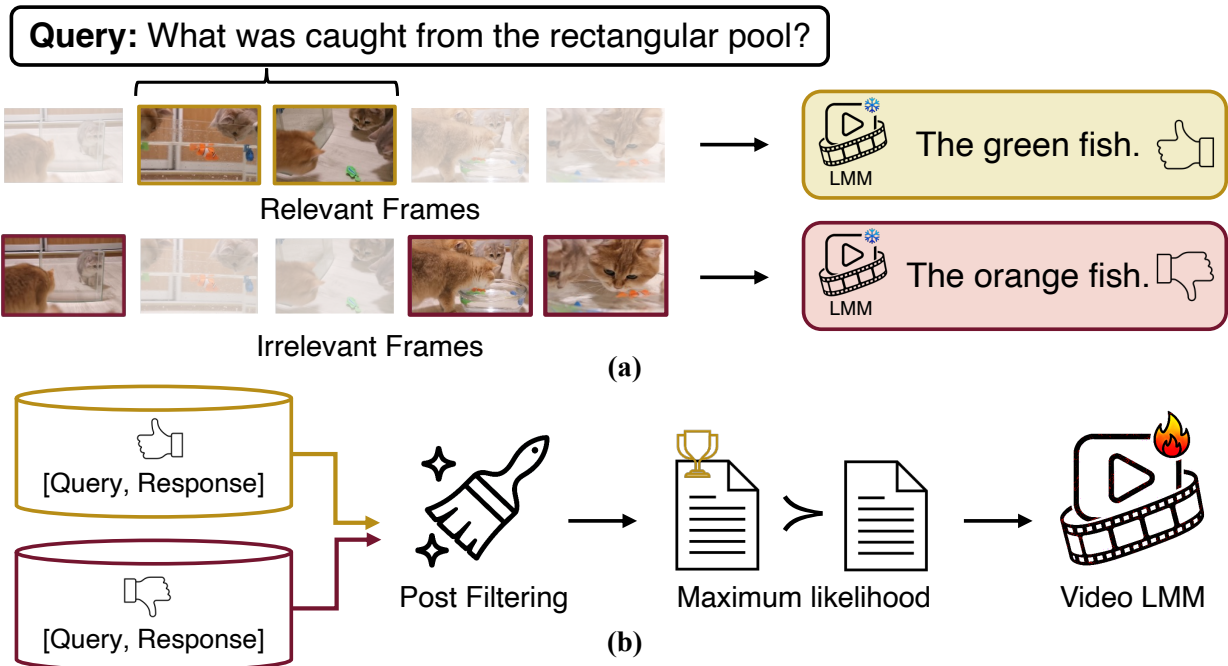 Query: What was caught from the rectangular pool?
LMM
The green fish.
Relevant Frames
LMM
The orange fish.
Irrelevant Frames
(a)
[Query, Response]
[Query, Response]
Post Filtering
Maximum likelihood
Video LMM
(b)